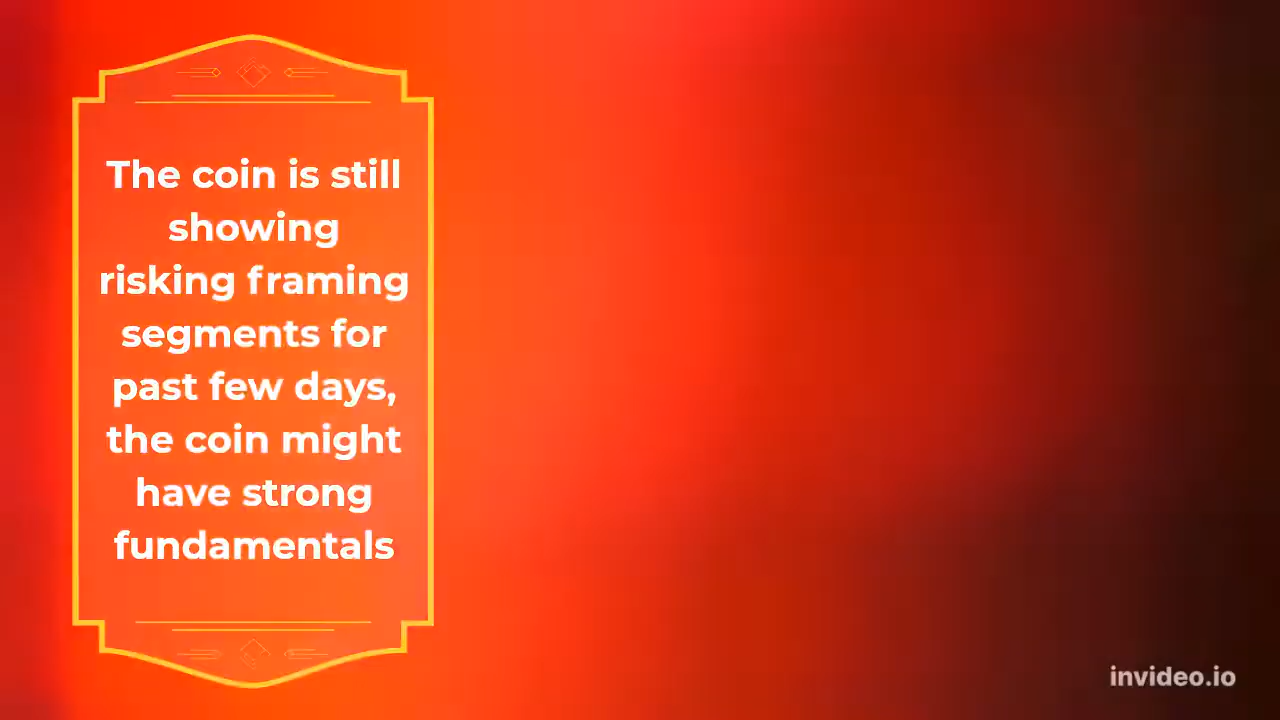 The coin is still
showing
risking framing
segments for
past few days,
the coin might
have strong
fundamentals
invideo.io